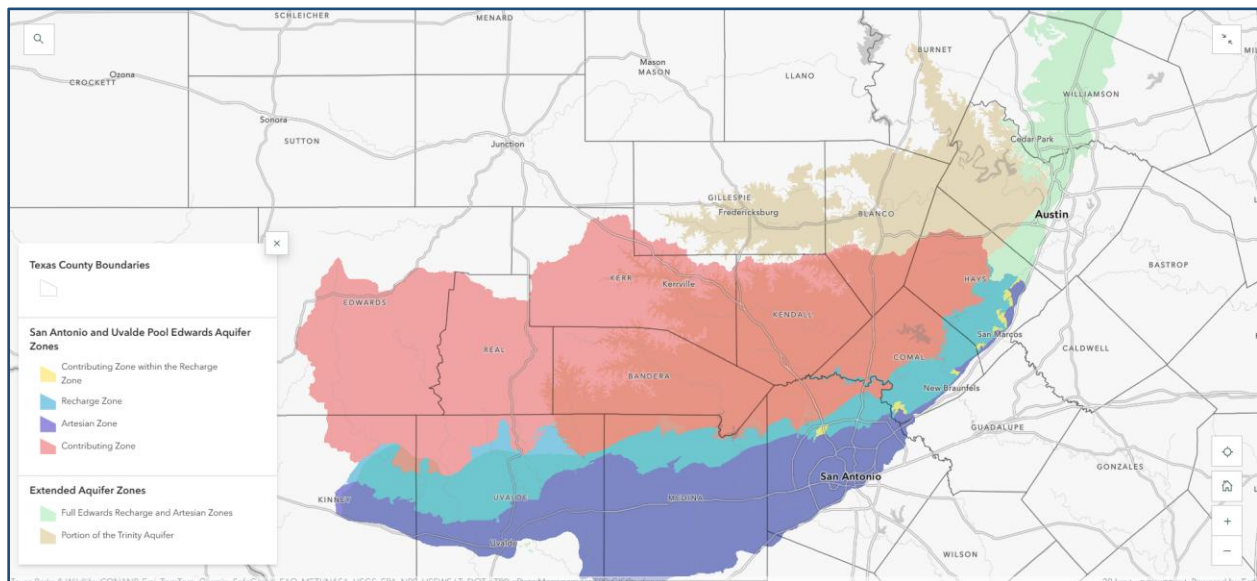 SCHLEICHER
MENARD
BURNET
Mason
MASON
LLANO
Ozona
CROCKETT
WILLIAMSON
Sonora
SUTTON
Junction
Cedar Park
GILLESPIE
Fredericksburg
BLANCO
Austin
BASTROP
Texas County Boundaries
San Antonio and Uvalde Pool Edwards Aquifer
Zones
Contributing Zone within the Recharge
Zone
Recharge Zone
Artesian Zone
Contributing Zone
Extended Aquifer Zones
Full Edwards Recharge and Artesian Zones
Portion of the Trinity Aquifer
EDWARDS
KERR
Kerrville
HAYS
REAL
KENDALL
San Marcos
CALDWELL
COMAL
BANDERA
New Braunfels
GUADALUPE
GONZALES
San Antonio
KINNEY
UVALDE
MEDINA
Uvalde
WILSON